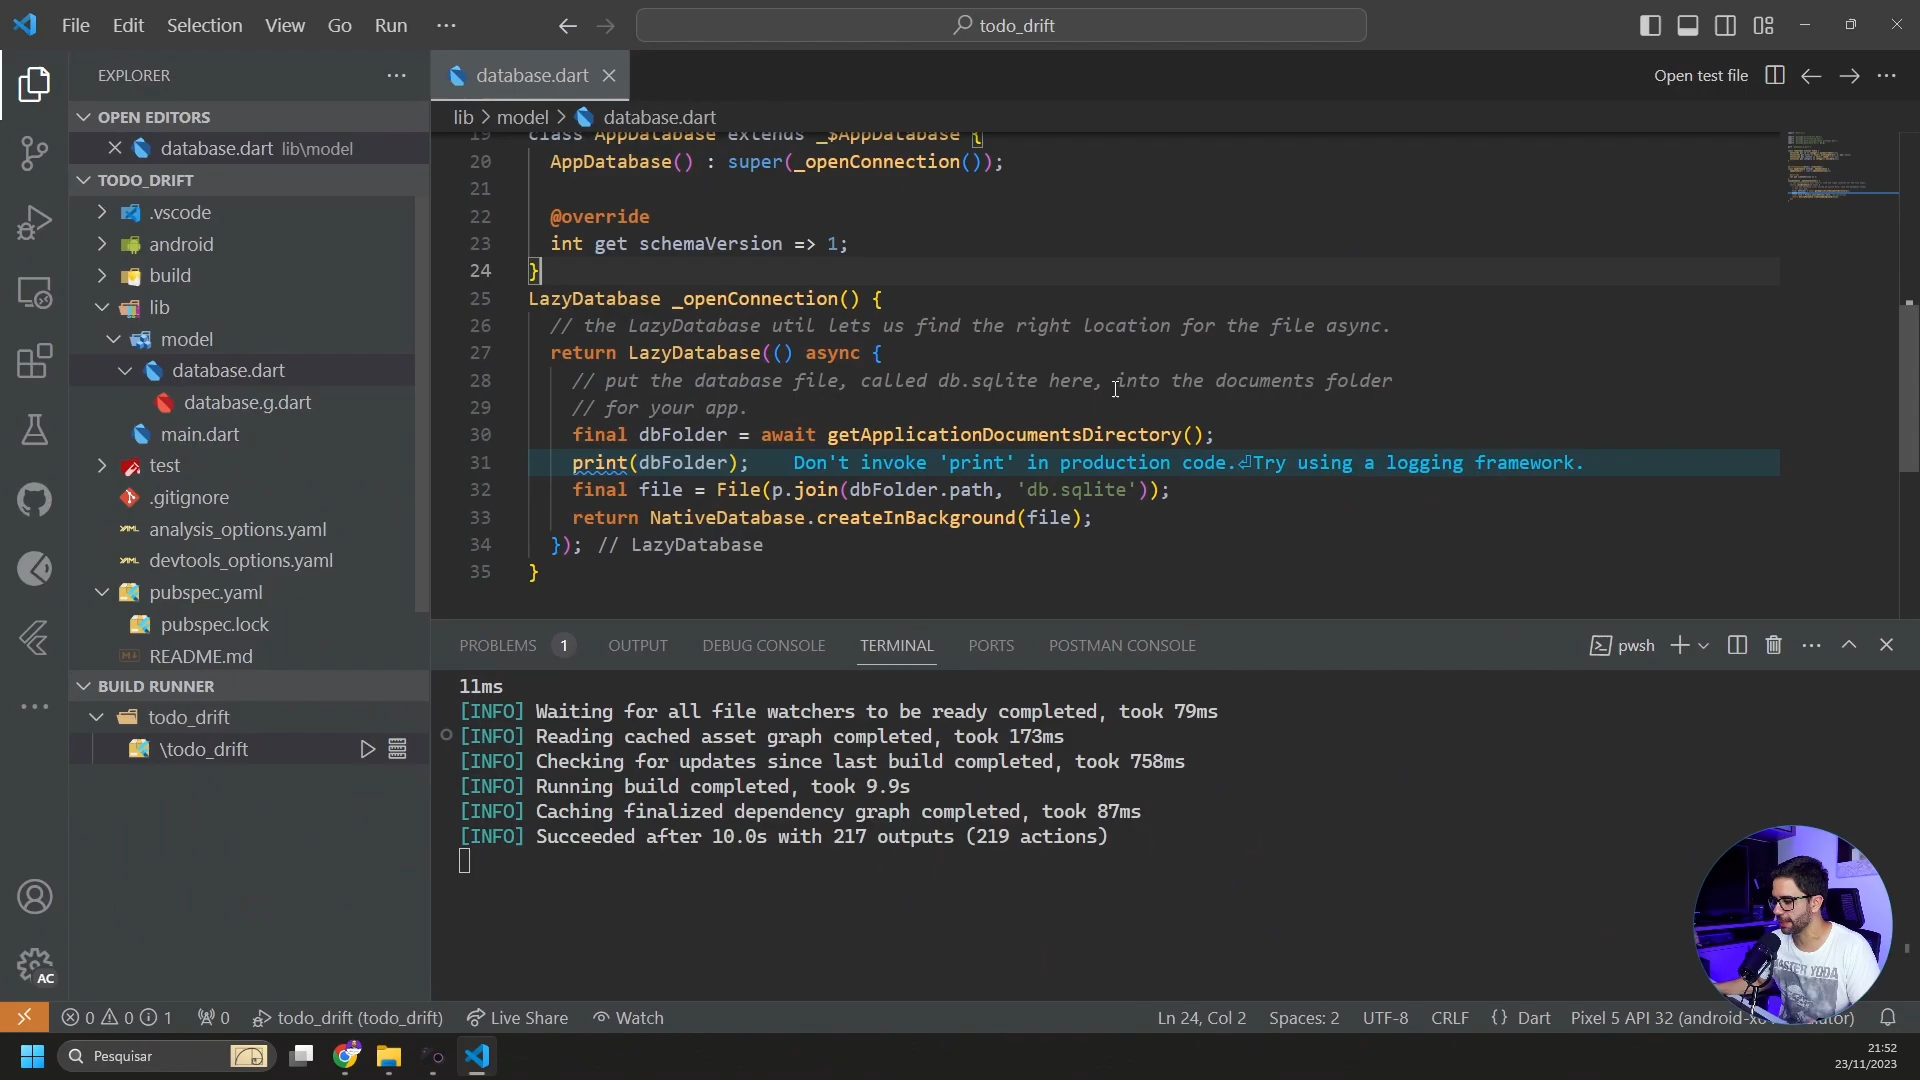 File Edit Selection View Go Run ···
todo_drift
EXPLORER
database.dart
Open test file
OPEN EDITORS
lib > model > database.dart
database.dart lib\model
TODO_DRIFT
.vscode
android
build
lib
model
database.dart
database.g.dart
main.dart
test
.gitignore
analysis_options.yaml
devtools_options.yaml
pubspec.yaml
pubspec.lock
README.md
BUILD RUNNER
todo_drift
\todo_drift
19 class AppDatabase extends _$AppDatabase {
20 AppDatabase() : super(_openConnection());
21
22 @override
23 int get schemaVersion => 1;
24 }
25 LazyDatabase _openConnection() {
26 // the LazyDatabase util lets us find the right location for the file async.
27 return LazyDatabase(() async {
28 // put the database file, called db.sqlite here, into the documents folder
29 // for your app.
30 final dbFolder = await getApplicationDocumentsDirectory();
31 print(dbFolder); Don't invoke 'print' in production code.⏎Try using a logging framework.
32 final file = File(p.join(dbFolder.path, 'db.sqlite'));
33 return NativeDatabase.createInBackground(file);
34 }); // LazyDatabase
35 }
PROBLEMS 1 OUTPUT DEBUG CONSOLE TERMINAL PORTS POSTMAN CONSOLE
pwsh
11ms
[INFO] Waiting for all file watchers to be ready completed, took 79ms
[INFO] Reading cached asset graph completed, took 173ms
[INFO] Checking for updates since last build completed, took 758ms
[INFO] Running build completed, took 9.9s
[INFO] Caching finalized dependency graph completed, took 87ms
[INFO] Succeeded after 10.0s with 217 outputs (219 actions)
MASTER YODA
AC
0 0 1 0 todo_drift (todo_drift) Live Share Watch
Ln 24, Col 2 Spaces: 2 UTF-8 CRLF {} Dart Pixel 5 API 32 (android-x
Pesquisar
21:52
23/11/2023